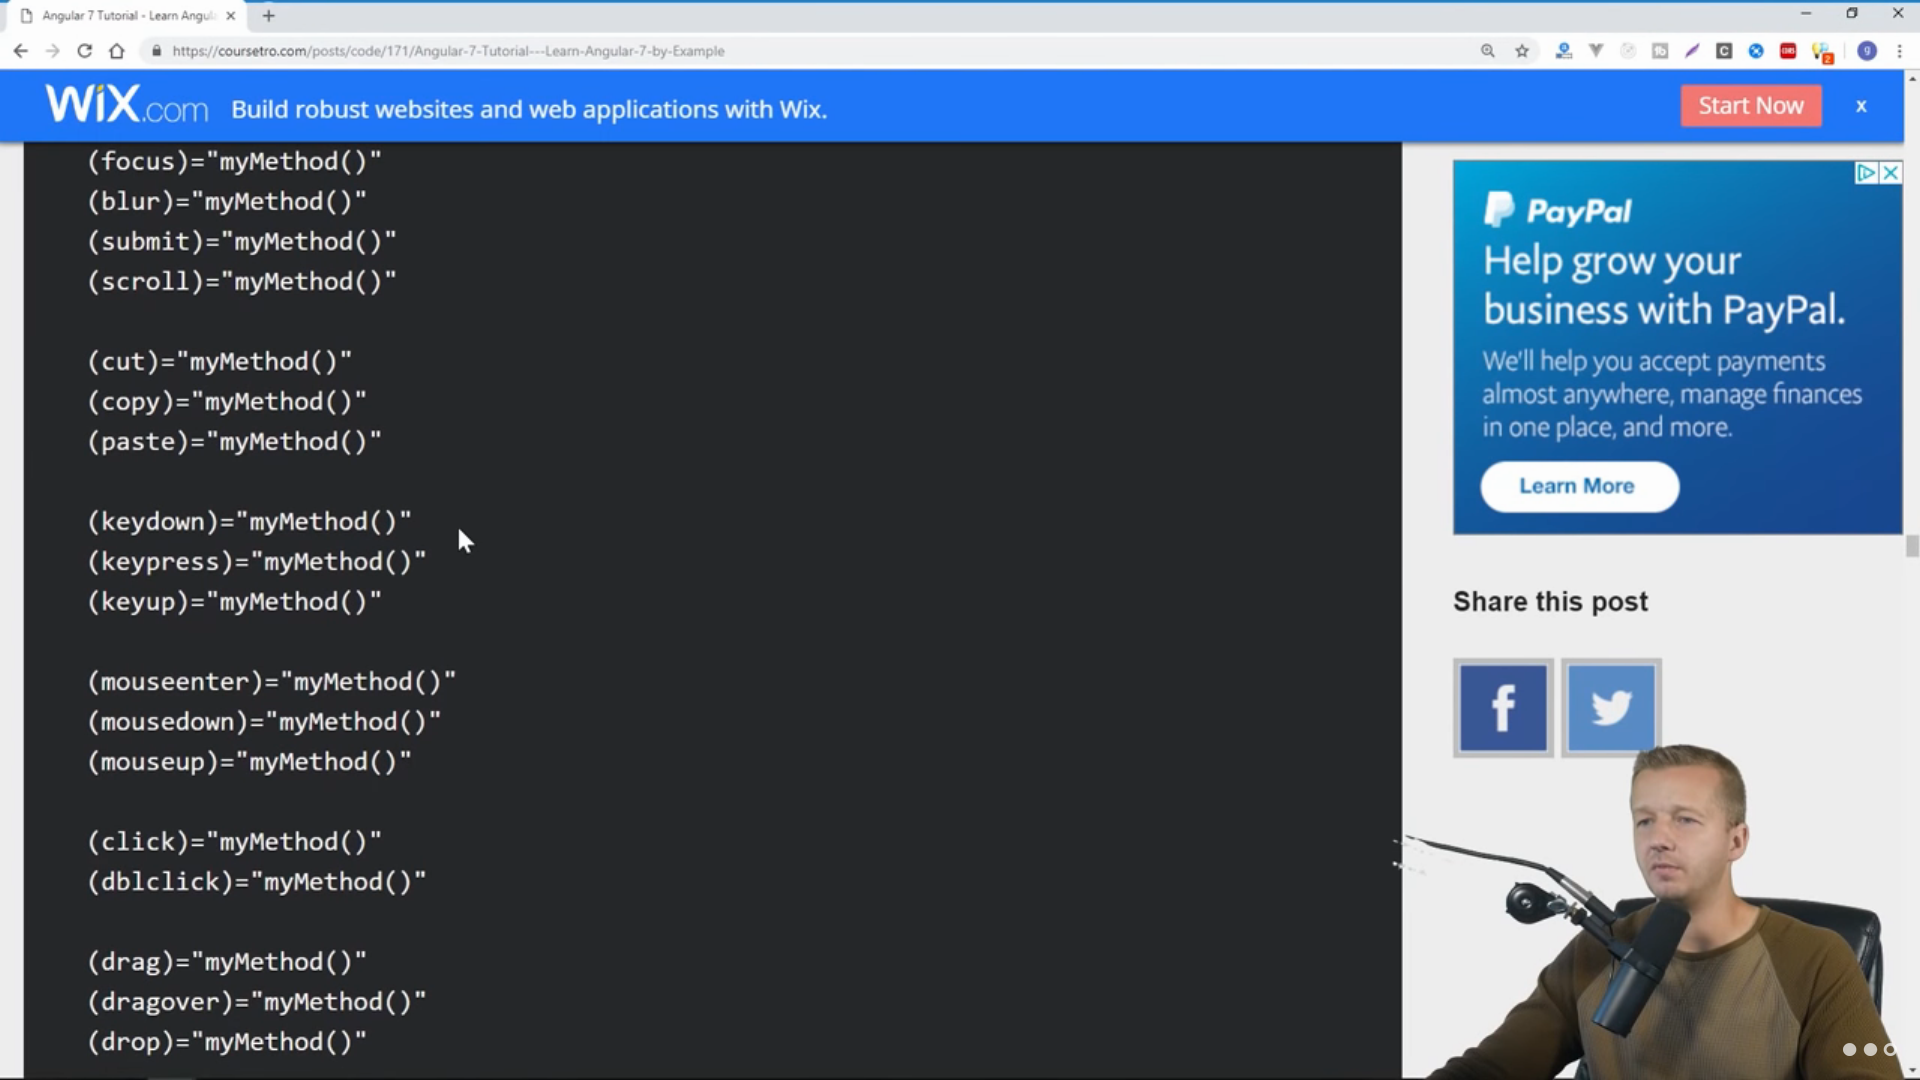 Angular 7 Tutorial - Learn Angula
https://coursetro.com/posts/code/171/Angular-7-Tutorial---Learn-Angular-7-by-Example
2
g
WiX.com Build robust websites and web applications with Wix.
Start Now
x
(focus)="myMethod()"
(blur)="myMethod()"
(submit)="myMethod()"
(scroll)="myMethod()"
(cut)="myMethod()"
(copy)="myMethod()"
(paste)="myMethod()"
(keydown)="myMethod()"
(keypress)="myMethod()"
(keyup)="myMethod()"
(mouseenter)="myMethod()"
(mousedown)="myMethod()"
(mouseup)="myMethod()"
(click)="myMethod()"
(dblclick)="myMethod()"
(drag)="myMethod()"
(dragover)="myMethod()"
(drop)="myMethod()"
PayPal
Help grow your
business with PayPal.
We'll help you accept payments
almost anywhere, manage finances
in one place, and more.
Learn More
Share this post